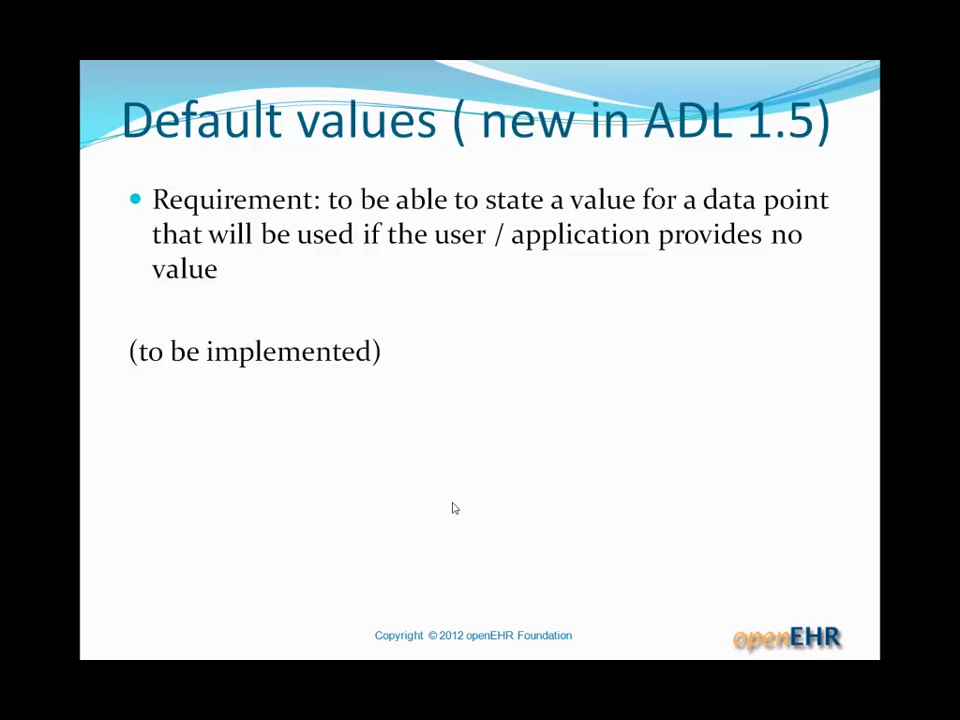 Default values ( new in ADL 1.5)
Requirement: to be able to state a value for a data point
that will be used if the user / application provides no
value
(to be implemented)
Copyright © 2012 openEHR Foundation
openEHR